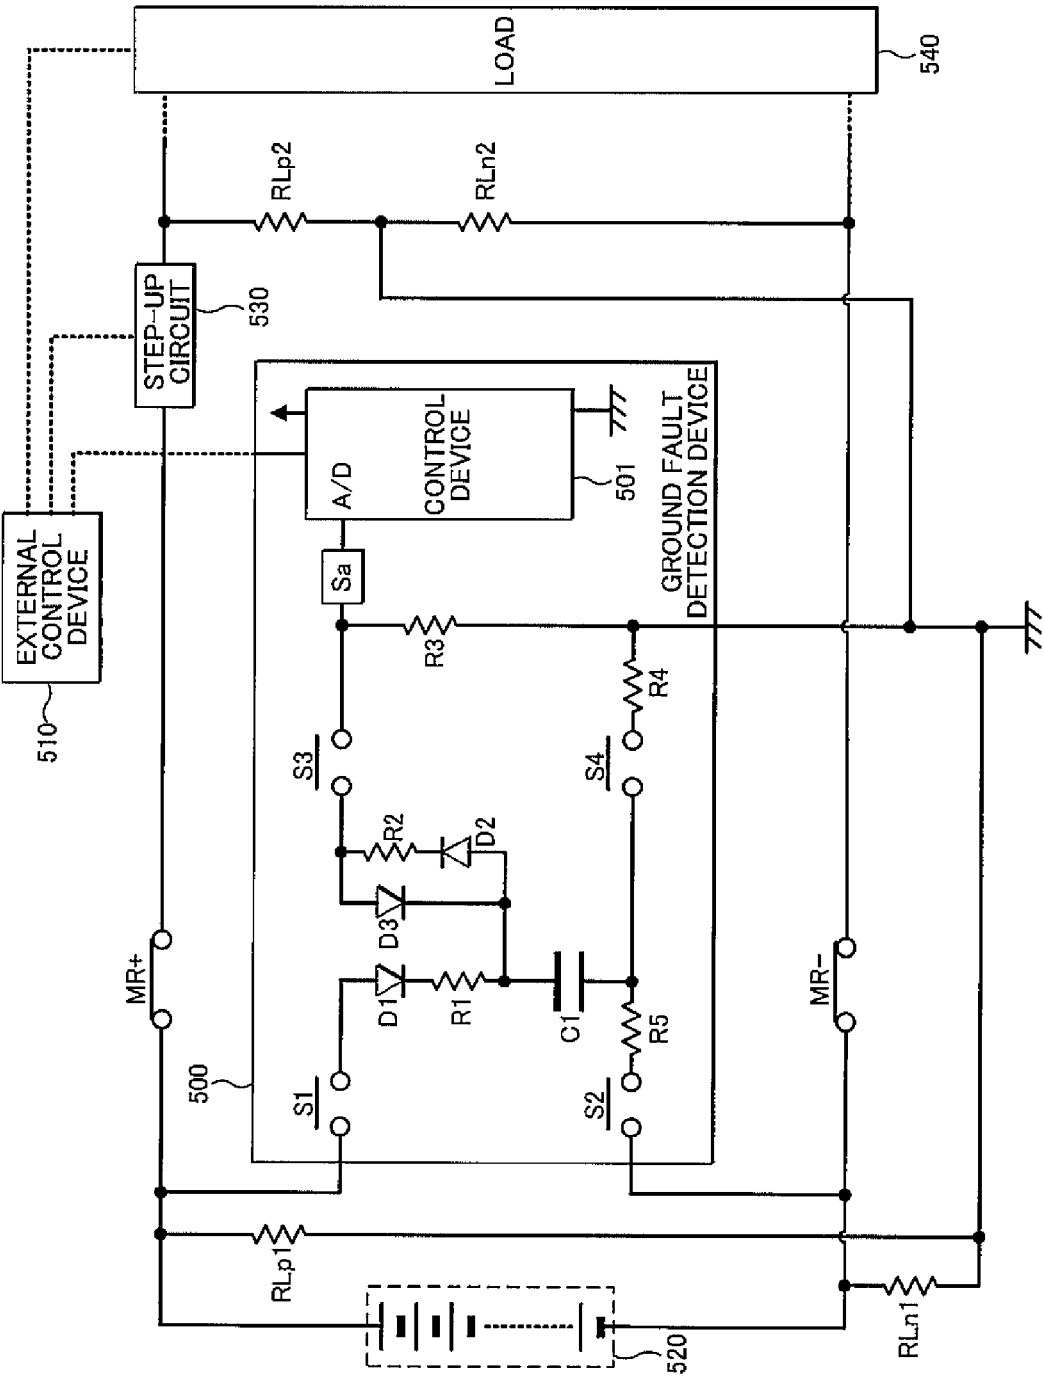 EXTERNAL
CONTROL
DEVICE
510
STEP-UP
CIRCUIT
530
LOAD
540
MR+
MR-
RLp2
RLn2
500
S1
S2
S3
S4
D1
R1
D3
R2
D2
C1
R5
R3
R4
Sa
A/D
CONTROL
DEVICE
501
GROUND FAULT
DETECTION DEVICE
RLp1
RLn1
520